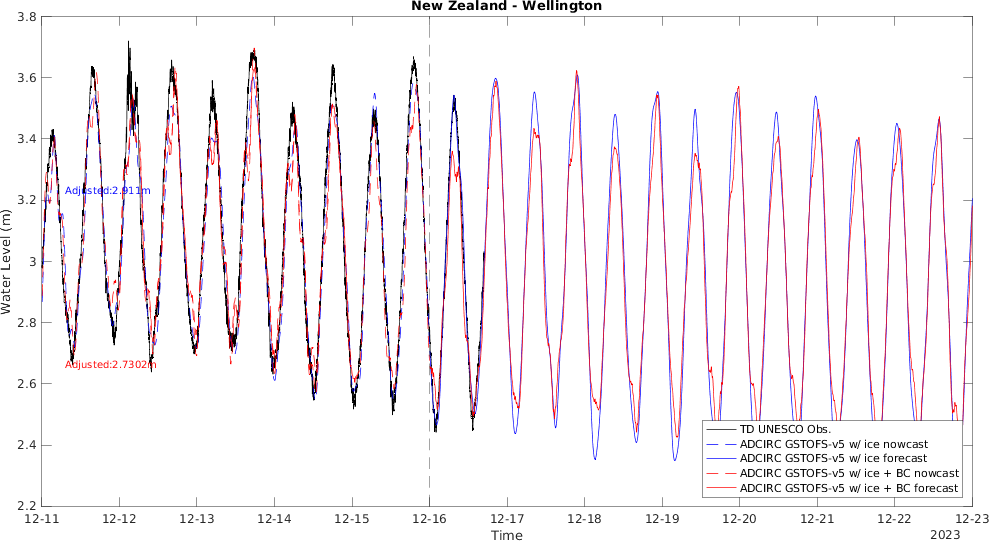 New Zealand - Wellington
3.8
3.6
3.4
3.2
3
2.8
2.6
2.4
2.2
Water Level (m)
Adjusted:2.911m
Adjusted:2.7302m
TD UNESCO Obs.
ADCIRC GSTOFS-v5 w/ ice nowcast
ADCIRC GSTOFS-v5 w/ ice forecast
ADCIRC GSTOFS-v5 w/ ice + BC nowcast
ADCIRC GSTOFS-v5 w/ ice + BC forecast
12-11 12-12 12-13 12-14 12-15 12-16 12-17 12-18 12-19 12-20 12-21 12-22 12-23
Time
2023